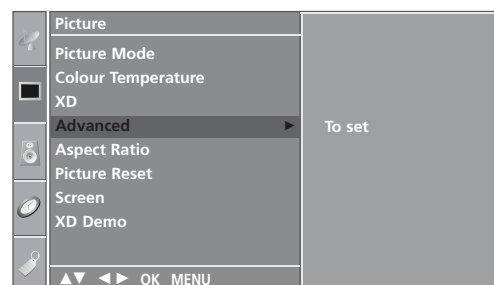 Picture
Picture Mode
Colour Temperature
XD
Advanced ► To set
Aspect Ratio
Picture Reset
Screen
XD Demo
▲▼ ◄► OK MENU